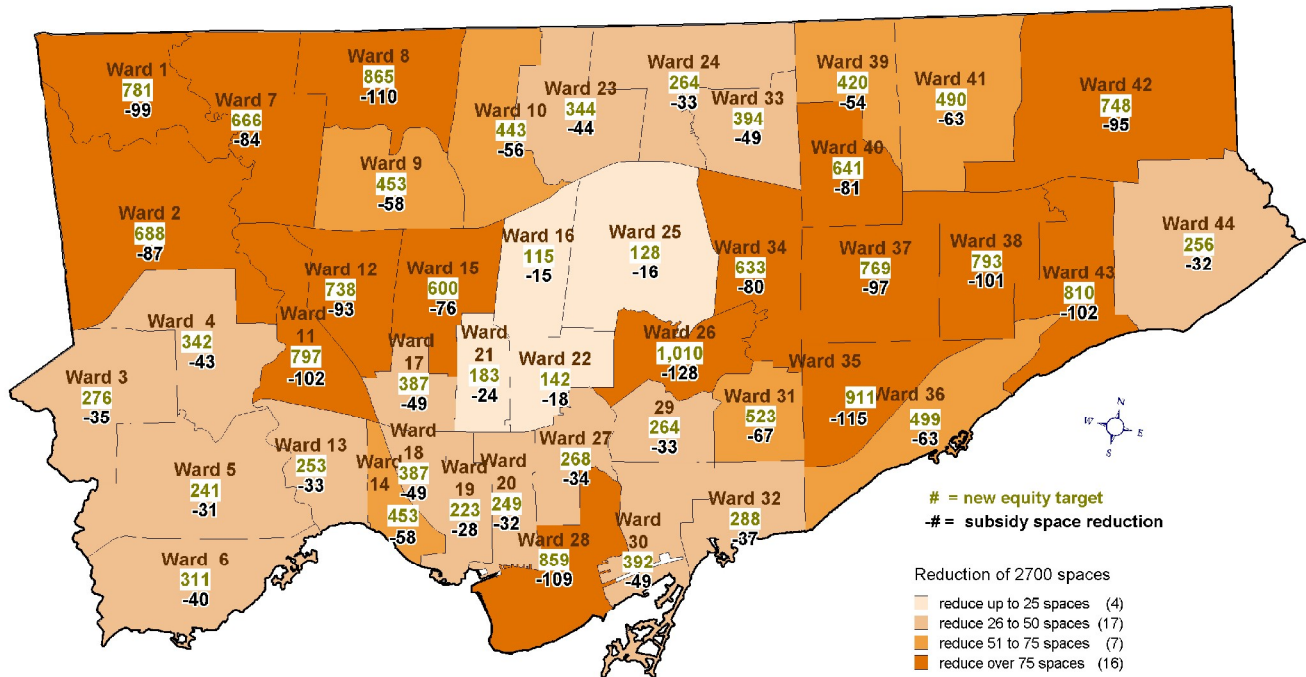 Ward 1
781
-99
Ward 7
666
-84
Ward 8
865
-110
Ward 9
453
-58
Ward 10
443
-56
Ward 23
344
-44
Ward 24
264
-33
Ward 33
394
-49
Ward 39
420
-54
Ward 41
490
-63
Ward 42
748
-95
Ward 40
641
-81
Ward 2
688
-87
Ward 12
738
-93
Ward 15
600
-76
Ward 16
115
-15
Ward 25
128
-16
Ward 34
633
-80
Ward 37
769
-97
Ward 38
793
-101
Ward 43
810
-102
Ward 44
256
-32
Ward 4
342
-43
Ward
11
797
-102
Ward
17
387
-49
Ward
21
183
-24
Ward 22
142
-18
Ward 26
1,010
-128
Ward 35
911
-115
Ward 36
499
-63
Ward 3
276
-35
Ward 5
241
-31
Ward 13
253
-33
Ward
14
453
-58
Ward
18
387
-49
Ward
19
223
-28
Ward
20
249
-32
Ward 27
268
-34
29
264
-33
Ward 31
523
-67
Ward 6
311
-40
Ward 28
859
-109
Ward
30
392
-49
Ward 32
288
-37
N
W
E
S
# = new equity target
-# = subsidy space reduction
Reduction of 2700 spaces
reduce up to 25 spaces (4)
reduce 26 to 50 spaces (17)
reduce 51 to 75 spaces (7)
reduce over 75 spaces (16)